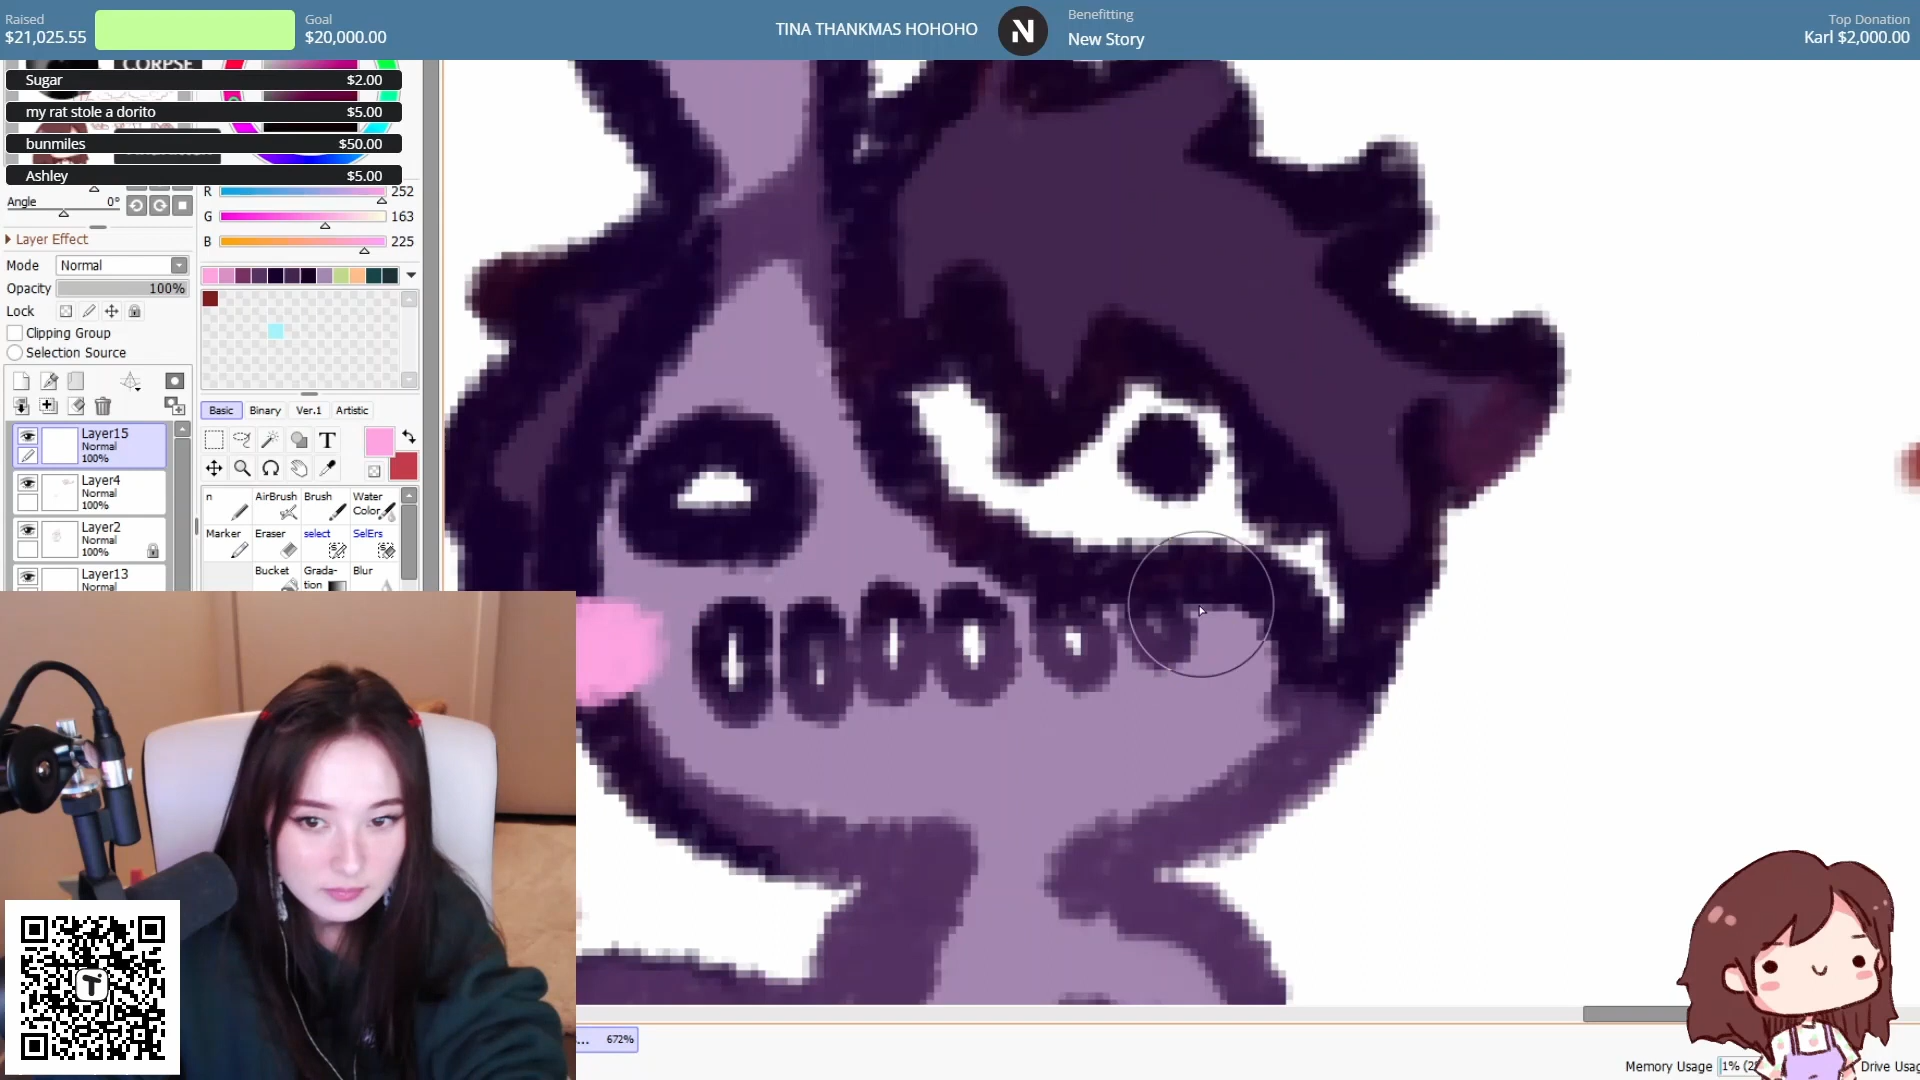 Raised
$21,025.55
Goal
$20,000.00
TINA THANKMAS HOHOHO
N
Benefitting
New Story
Top Donation
Karl $2,000.00
CORPSE
Sugar $2.00
my rat stole a dorito $5.00
bunmiles $50.00
Ashley $5.00
Angle 0°
Layer Effect
Mode Normal
Opacity 100%
Lock
Clipping Group
Selection Source
R 252
G 163
B 225
Basic Binary Ver.1 Artistic
T
n AirBrush Brush Water Color
Marker Eraser select SelErs
Bucket Gradation Blur
Layer15
Normal
100%
Layer4
Normal
100%
Layer2
Normal
100%
Layer13
Normal
T
... 672%
Memory Usage 1%
Drive Usag